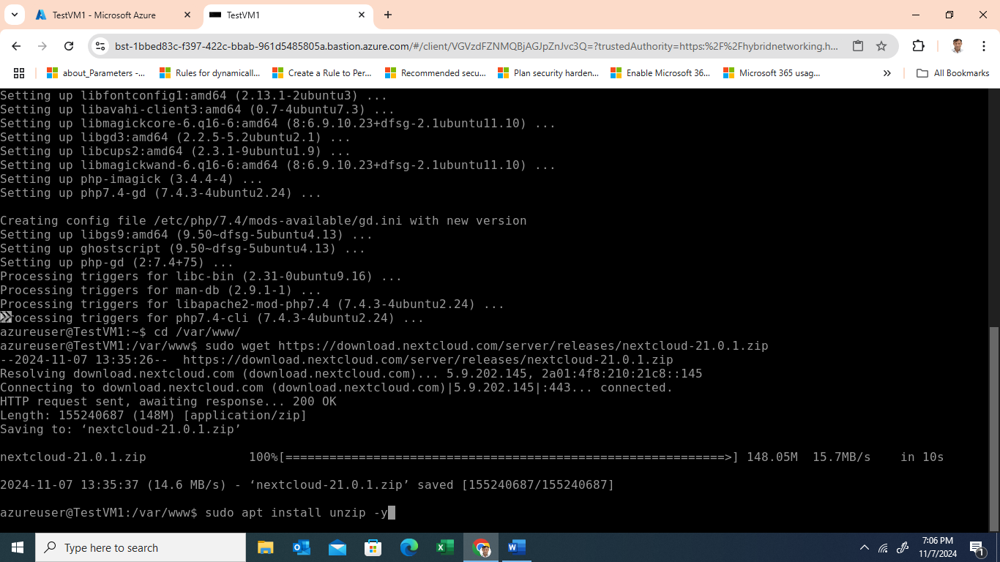 TestVM1 - Microsoft Azure
TestVM1
bst-1bbed83c-f397-422c-bbab-961d5485805a.bastion.azure.com/#/client/VGVzdFZNMQBjAGJpZnJvc3Q=?trustedAuthority=https:%2F%2Fhybridnetworking.h...
about_Parameters -...
Rules for dynamicall...
Create a Rule to Per...
Recommended secu...
Plan security harden...
Enable Microsoft 36...
Microsoft 365 usag...
All Bookmarks
Setting up libfontconfig1:amd64 (2.13.1-2ubuntu3) ...
Setting up libavahi-client3:amd64 (0.7-4ubuntu7.3) ...
Setting up libmagickcore-6.q16-6:amd64 (8:6.9.10.23+dfsg-2.1ubuntu11.10) ...
Setting up libgd3:amd64 (2.2.5-5.2ubuntu2.1) ...
Setting up libcups2:amd64 (2.3.1-9ubuntu1.9) ...
Setting up libmagickwand-6.q16-6:amd64 (8:6.9.10.23+dfsg-2.1ubuntu11.10) ...
Setting up php-imagick (3.4.4-4) ...
Setting up php7.4-gd (7.4.3-4ubuntu2.24) ...
Creating config file /etc/php/7.4/mods-available/gd.ini with new version
Setting up libgs9:amd64 (9.50~dfsg-5ubuntu4.13) ...
Setting up ghostscript (9.50~dfsg-5ubuntu4.13) ...
Setting up php-gd (2:7.4+75) ...
Processing triggers for libc-bin (2.31-0ubuntu9.16) ...
Processing triggers for man-db (2.9.1-1) ...
Processing triggers for libapache2-mod-php7.4 (7.4.3-4ubuntu2.24) ...
ocessing triggers for php7.4-cli (7.4.3-4ubuntu2.24) ...
azureuser@TestVM1:~$ cd /var/www/
azureuser@TestVM1:/var/www$ sudo wget https://download.nextcloud.com/server/releases/nextcloud-21.0.1.zip
--2024-11-07 13:35:26--  https://download.nextcloud.com/server/releases/nextcloud-21.0.1.zip
Resolving download.nextcloud.com (download.nextcloud.com)... 5.9.202.145, 2a01:4f8:210:21c8::145
Connecting to download.nextcloud.com (download.nextcloud.com)|5.9.202.145|:443... connected.
HTTP request sent, awaiting response... 200 OK
Length: 155240687 (148M) [application/zip]
Saving to: ‘nextcloud-21.0.1.zip’
nextcloud-21.0.1.zip 100%[============================================================>] 148.05M 15.7MB/s in 10s
2024-11-07 13:35:37 (14.6 MB/s) - ‘nextcloud-21.0.1.zip’ saved [155240687/155240687]
azureuser@TestVM1:/var/www$ sudo apt install unzip -y
Type here to search
7:06 PM
11/7/2024
1